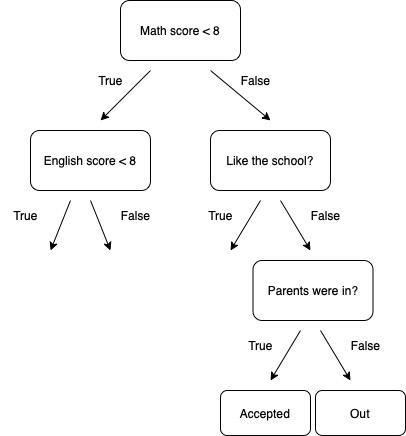 Math score < 8
True
False
English score < 8
Like the school?
True
False
True
False
Parents were in?
True
False
Accepted
Out